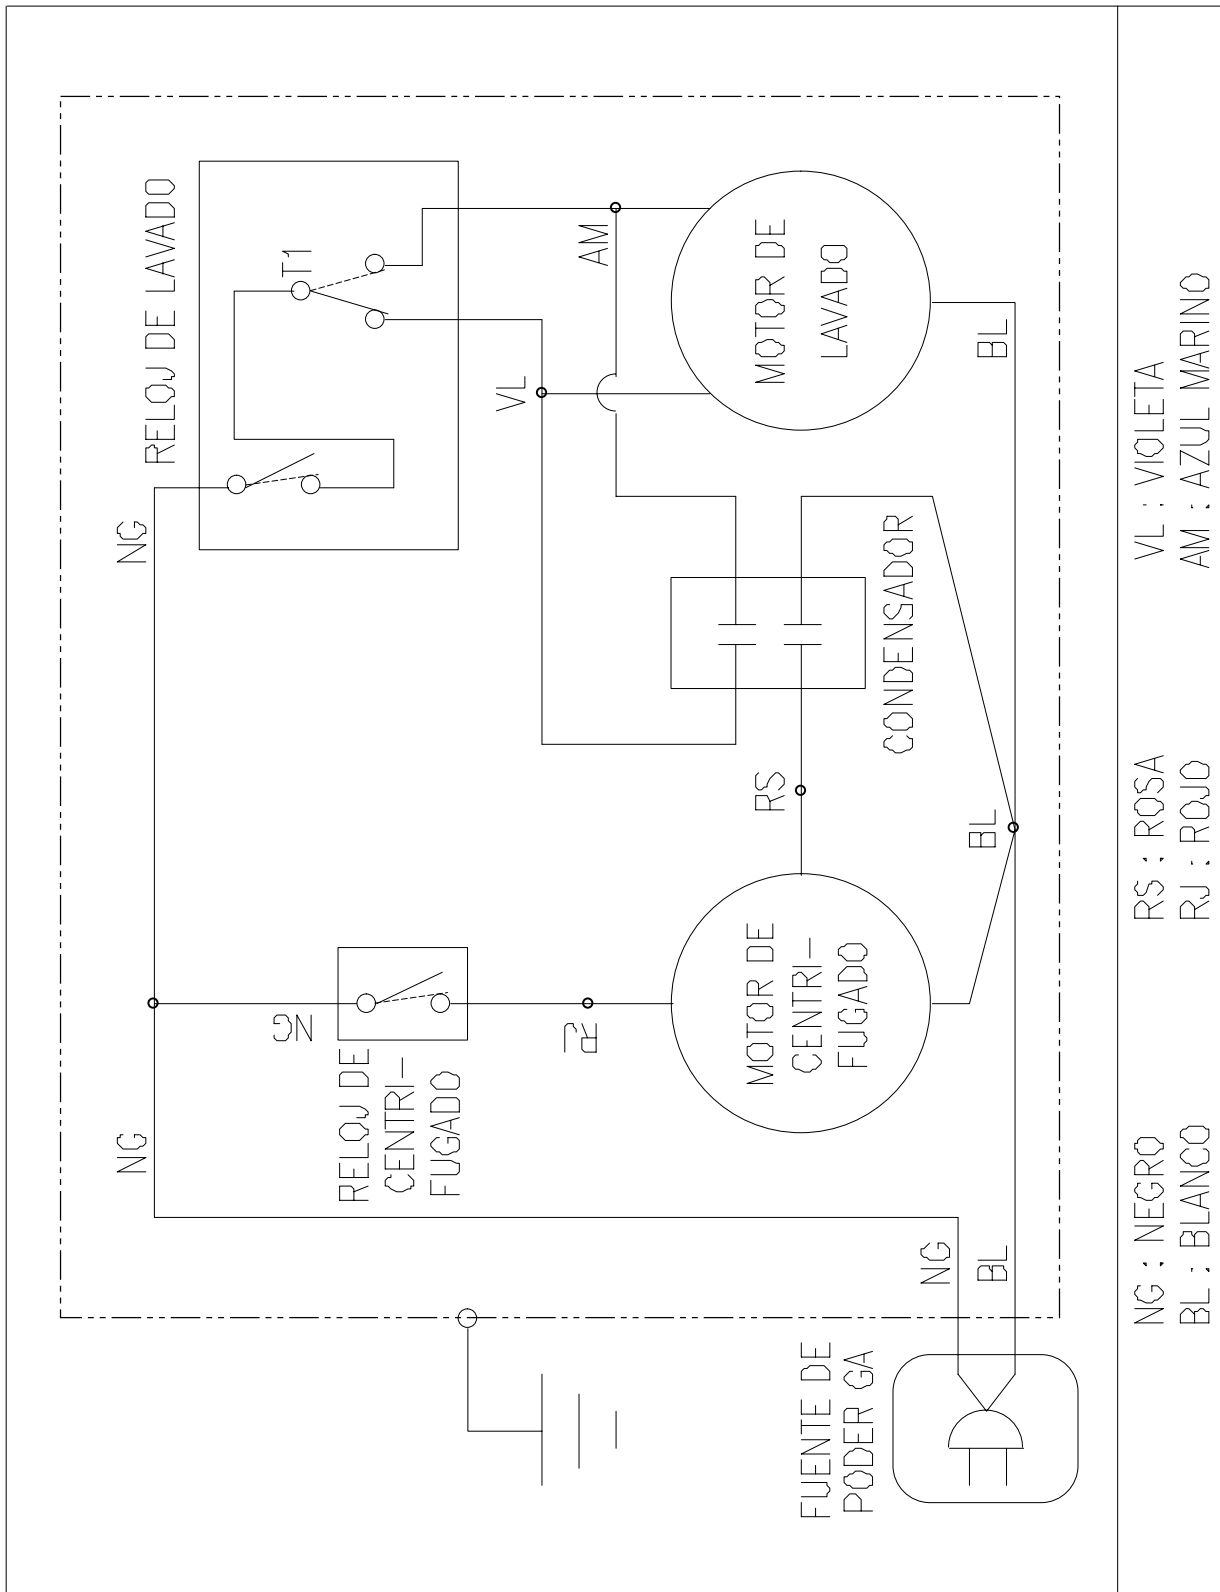 RELOJ DE LAVADO
T1
NG
VL
AM
MOTOR DE
LAVADO
BL
CONDENSADOR
RS
BL
NG
RELOJ DE
CENTRI-
FUGADO
RJ
MOTOR DE
CENTRI-
FUGADO
NG
NG
BL
FUENTE DE
PODER GA
NG : NEGRO
BL : BLANCO
RS : ROSA
RJ : ROJO
VL : VIOLETA
AM : AZUL MARINO